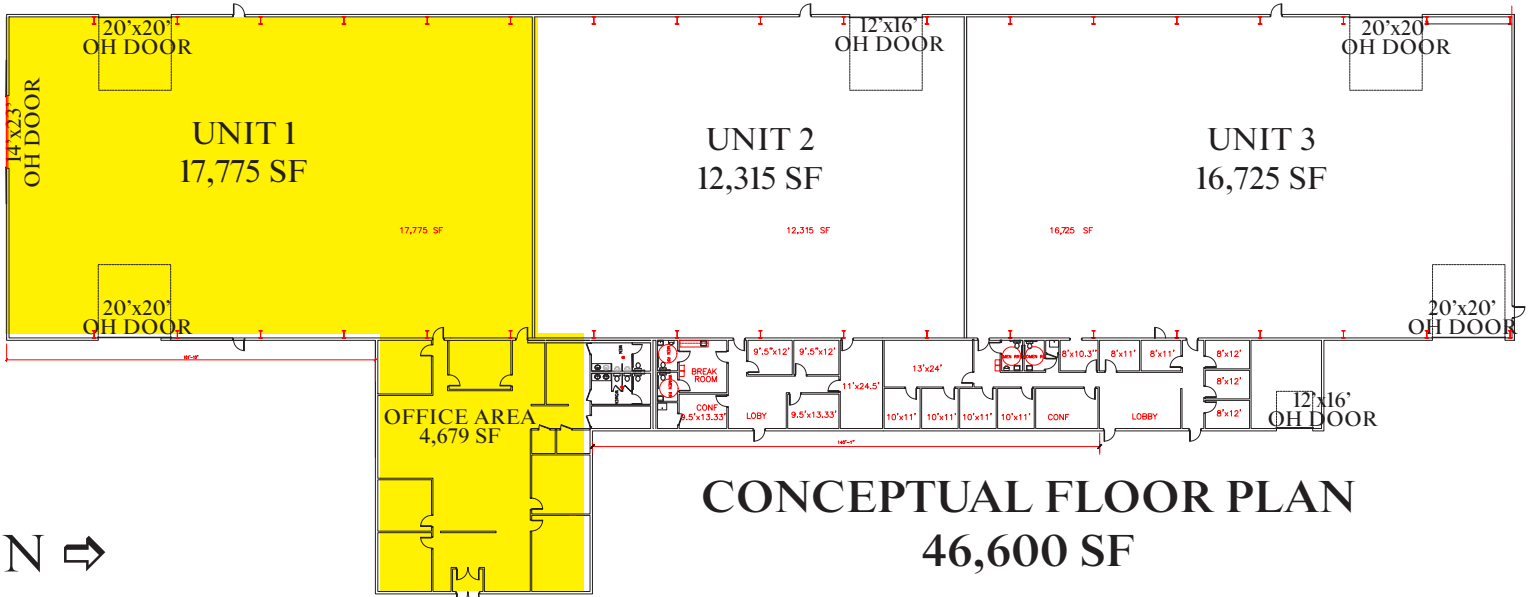 20’x20’
OH DOOR
12’x16’
OH DOOR
20’x20’
OH DOOR
14’x23’
OH DOOR
UNIT 1
17,775 SF
UNIT 2
12,315 SF
UNIT 3
16,725 SF
17,775 SF
12,315 SF
16,725 SF
20’x20’
OH DOOR
20’x20’
OH DOOR
9'.5"x12'
9'.5"x12'
BREAK
ROOM
11'x24.5'
13'x24'
8'x10.3"
8'x11'
8'x11'
8'x12'
8'x12'
8'x12'
OFFICE AREA
4,679 SF
CONF
9.5'x13.33'
LOBY
9.5'x13.33'
10'x11'
10'x11'
10'x11'
10'x11'
CONF
LOBBY
12’x16’
OH DOOR
CONCEPTUAL FLOOR PLAN
46,600 SF
N